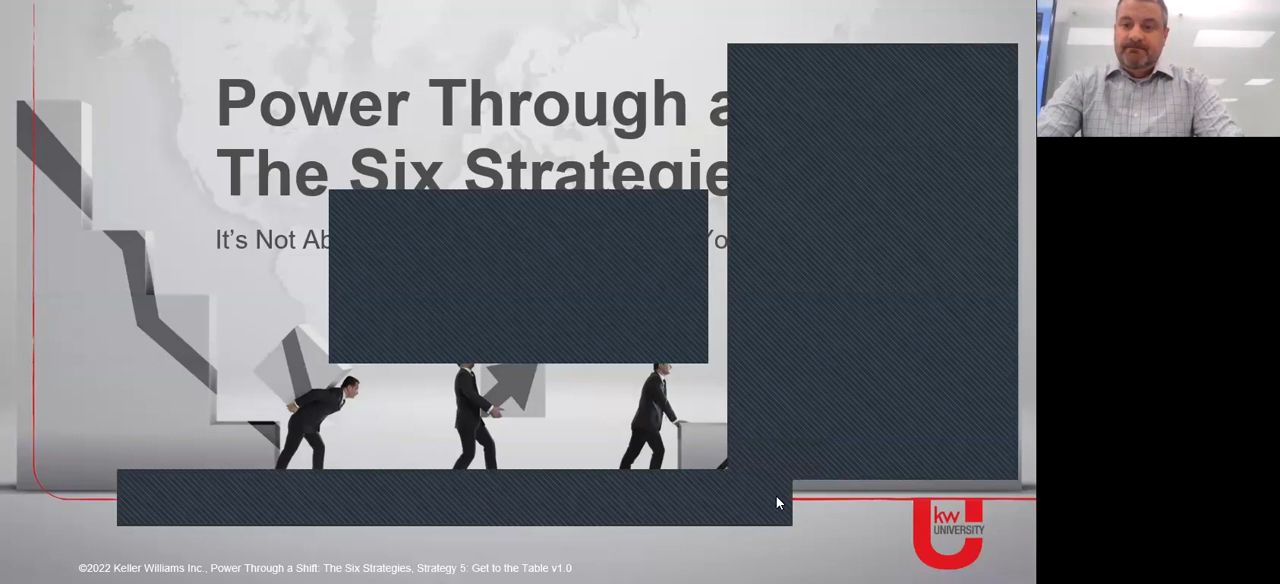 Power Through a
The Six Strategie
It's Not Ab
Yo
kw
UNIVERSITY
©2022 Keller Williams Inc., Power Through a Shift: The Six Strategies, Strategy 5: Get to the Table v1.0